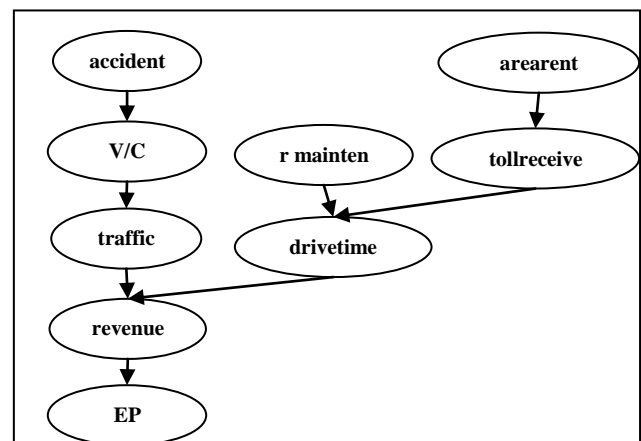 accident
arearent
V/C
r mainten
tollreceive
traffic
drivetime
revenue
EP